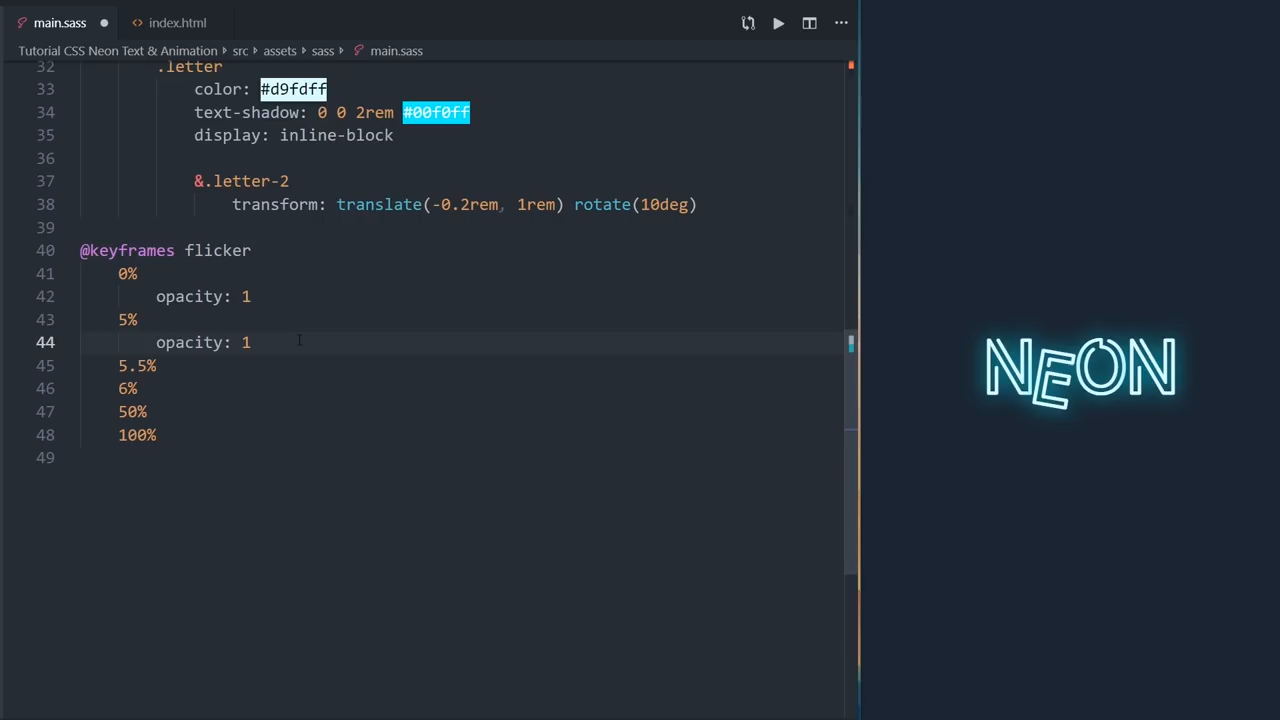 main.sass
index.html
Tutorial CSS Neon Text & Animation src assets sass main.sass
32 .letter
33 color: #d9fdff
34 text-shadow: 0 0 2rem #00f0ff
35 display: inline-block
36
37 &.letter-2
38 transform: translate(-0.2rem, 1rem) rotate(10deg)
39
40 @keyframes flicker
41 0%
42 opacity: 1
43 5%
44 opacity: 1
45 5.5%
46 6%
47 50%
48 100%
49
NEON